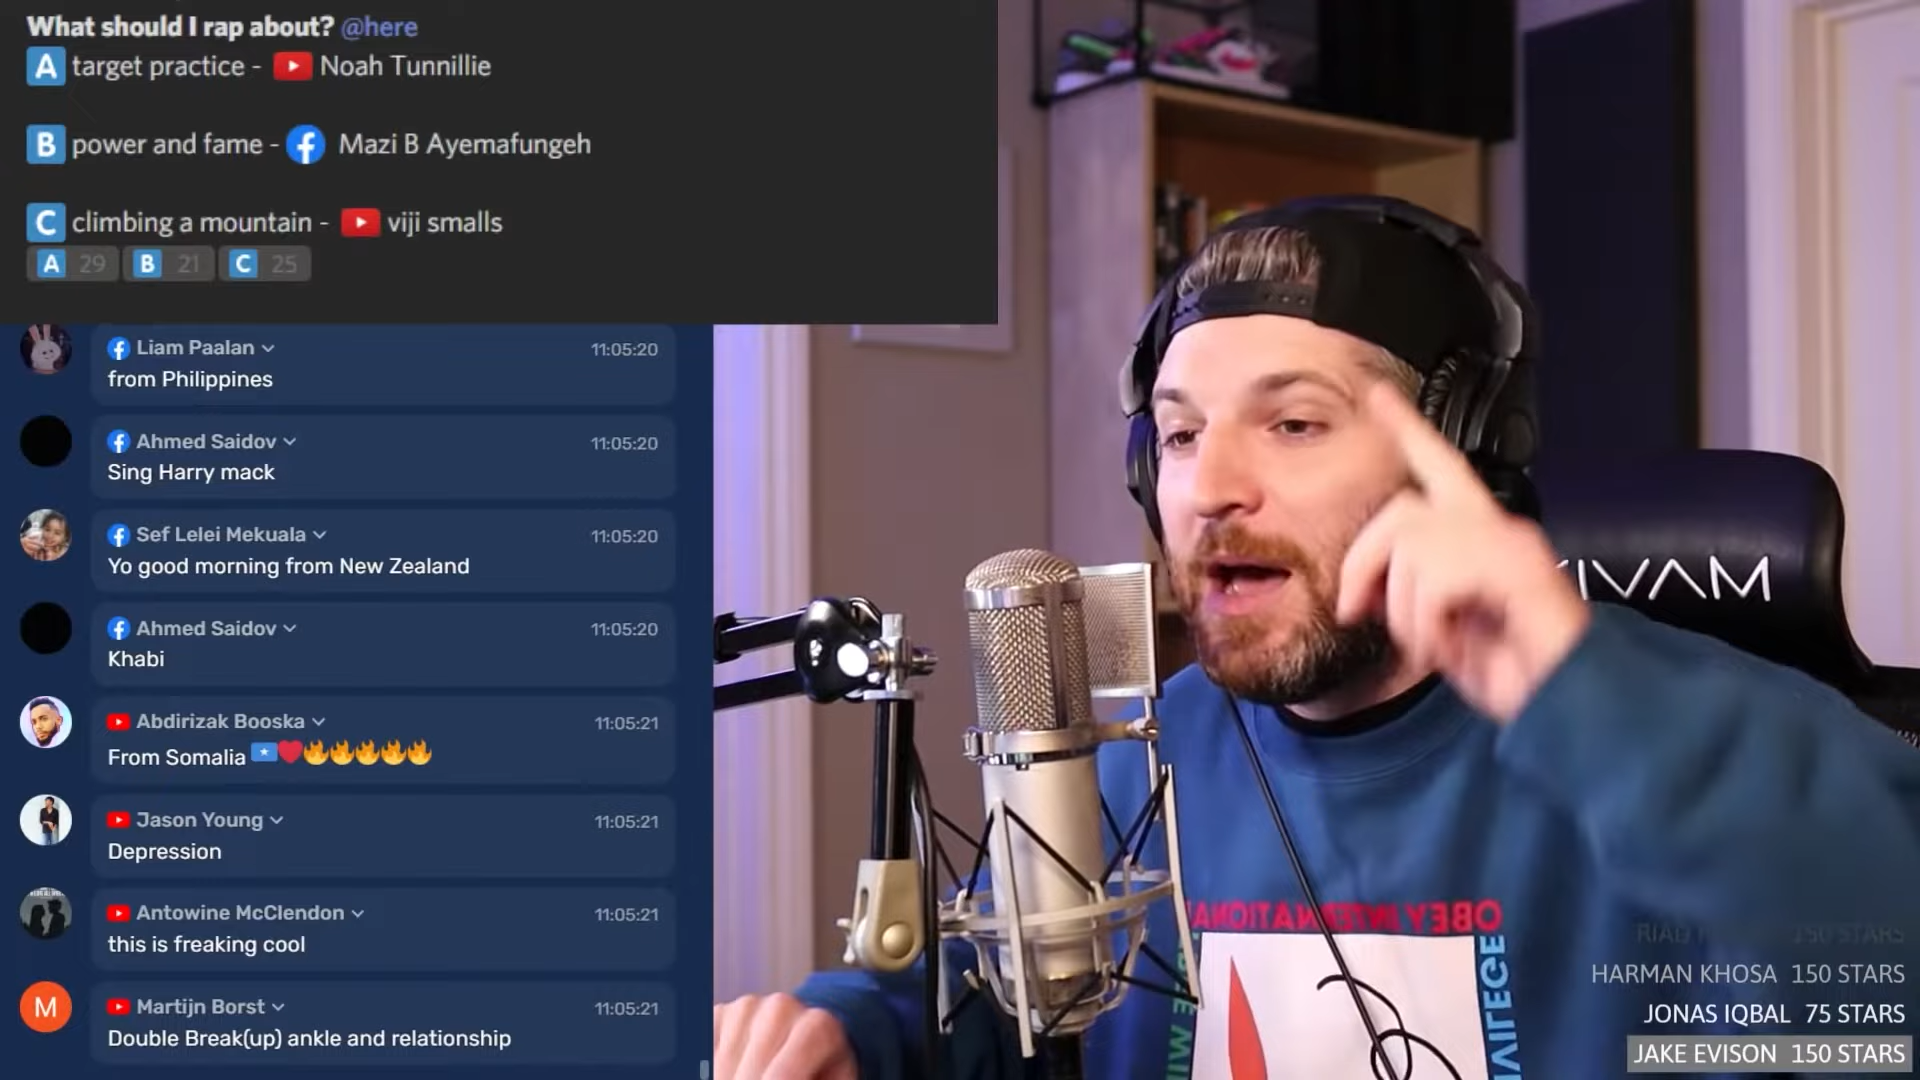 What should I rap about? @here
A target practice - Noah Tunnillie
B power and fame - Mazi B Ayemafungeh
C climbing a mountain - viji smalls
A 29 B 21 C 25
Liam Paalan 11:05:20
from Philippines
Ahmed Saidov 11:05:20
Sing Harry mack
Sef Lelei Mekuala 11:05:20
Yo good morning from New Zealand
Ahmed Saidov 11:05:20
Khabi
Abdirizak Booska 11:05:21
From Somalia 
Jason Young 11:05:21
Depression
Antowine McClendon 11:05:21
this is freaking cool
M Martijn Borst 11:05:21
Double Break(up) ankle and relationship
OBEY INTERNATIONA
150 STARS
HARMAN KHOSA 150 STARS
JONAS IQBAL 75 STARS
JAKE EVISON 150 STARS